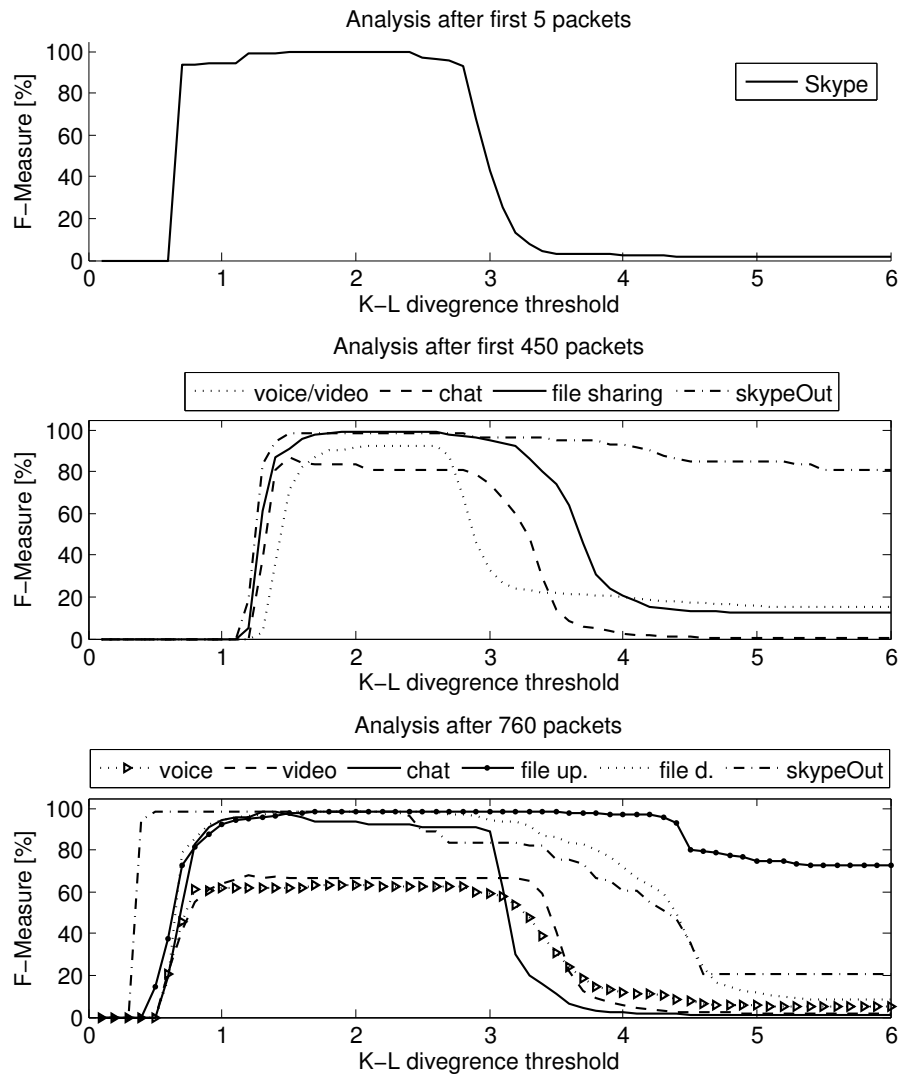 Analysis after first 5 packets
F−Measure [%]
100
80
60
40
20
0
Skype
0 1 2 3 4 5 6
K−L divegrence threshold
Analysis after first 450 packets
voice/video chat file sharing skypeOut
F−Measure [%]
100
80
60
40
20
0
0 1 2 3 4 5 6
K−L divegrence threshold
Analysis after 760 packets
voice video chat file up. file d. skypeOut
F−Measure [%]
100
80
60
40
20
0
0 1 2 3 4 5 6
K−L divegrence threshold